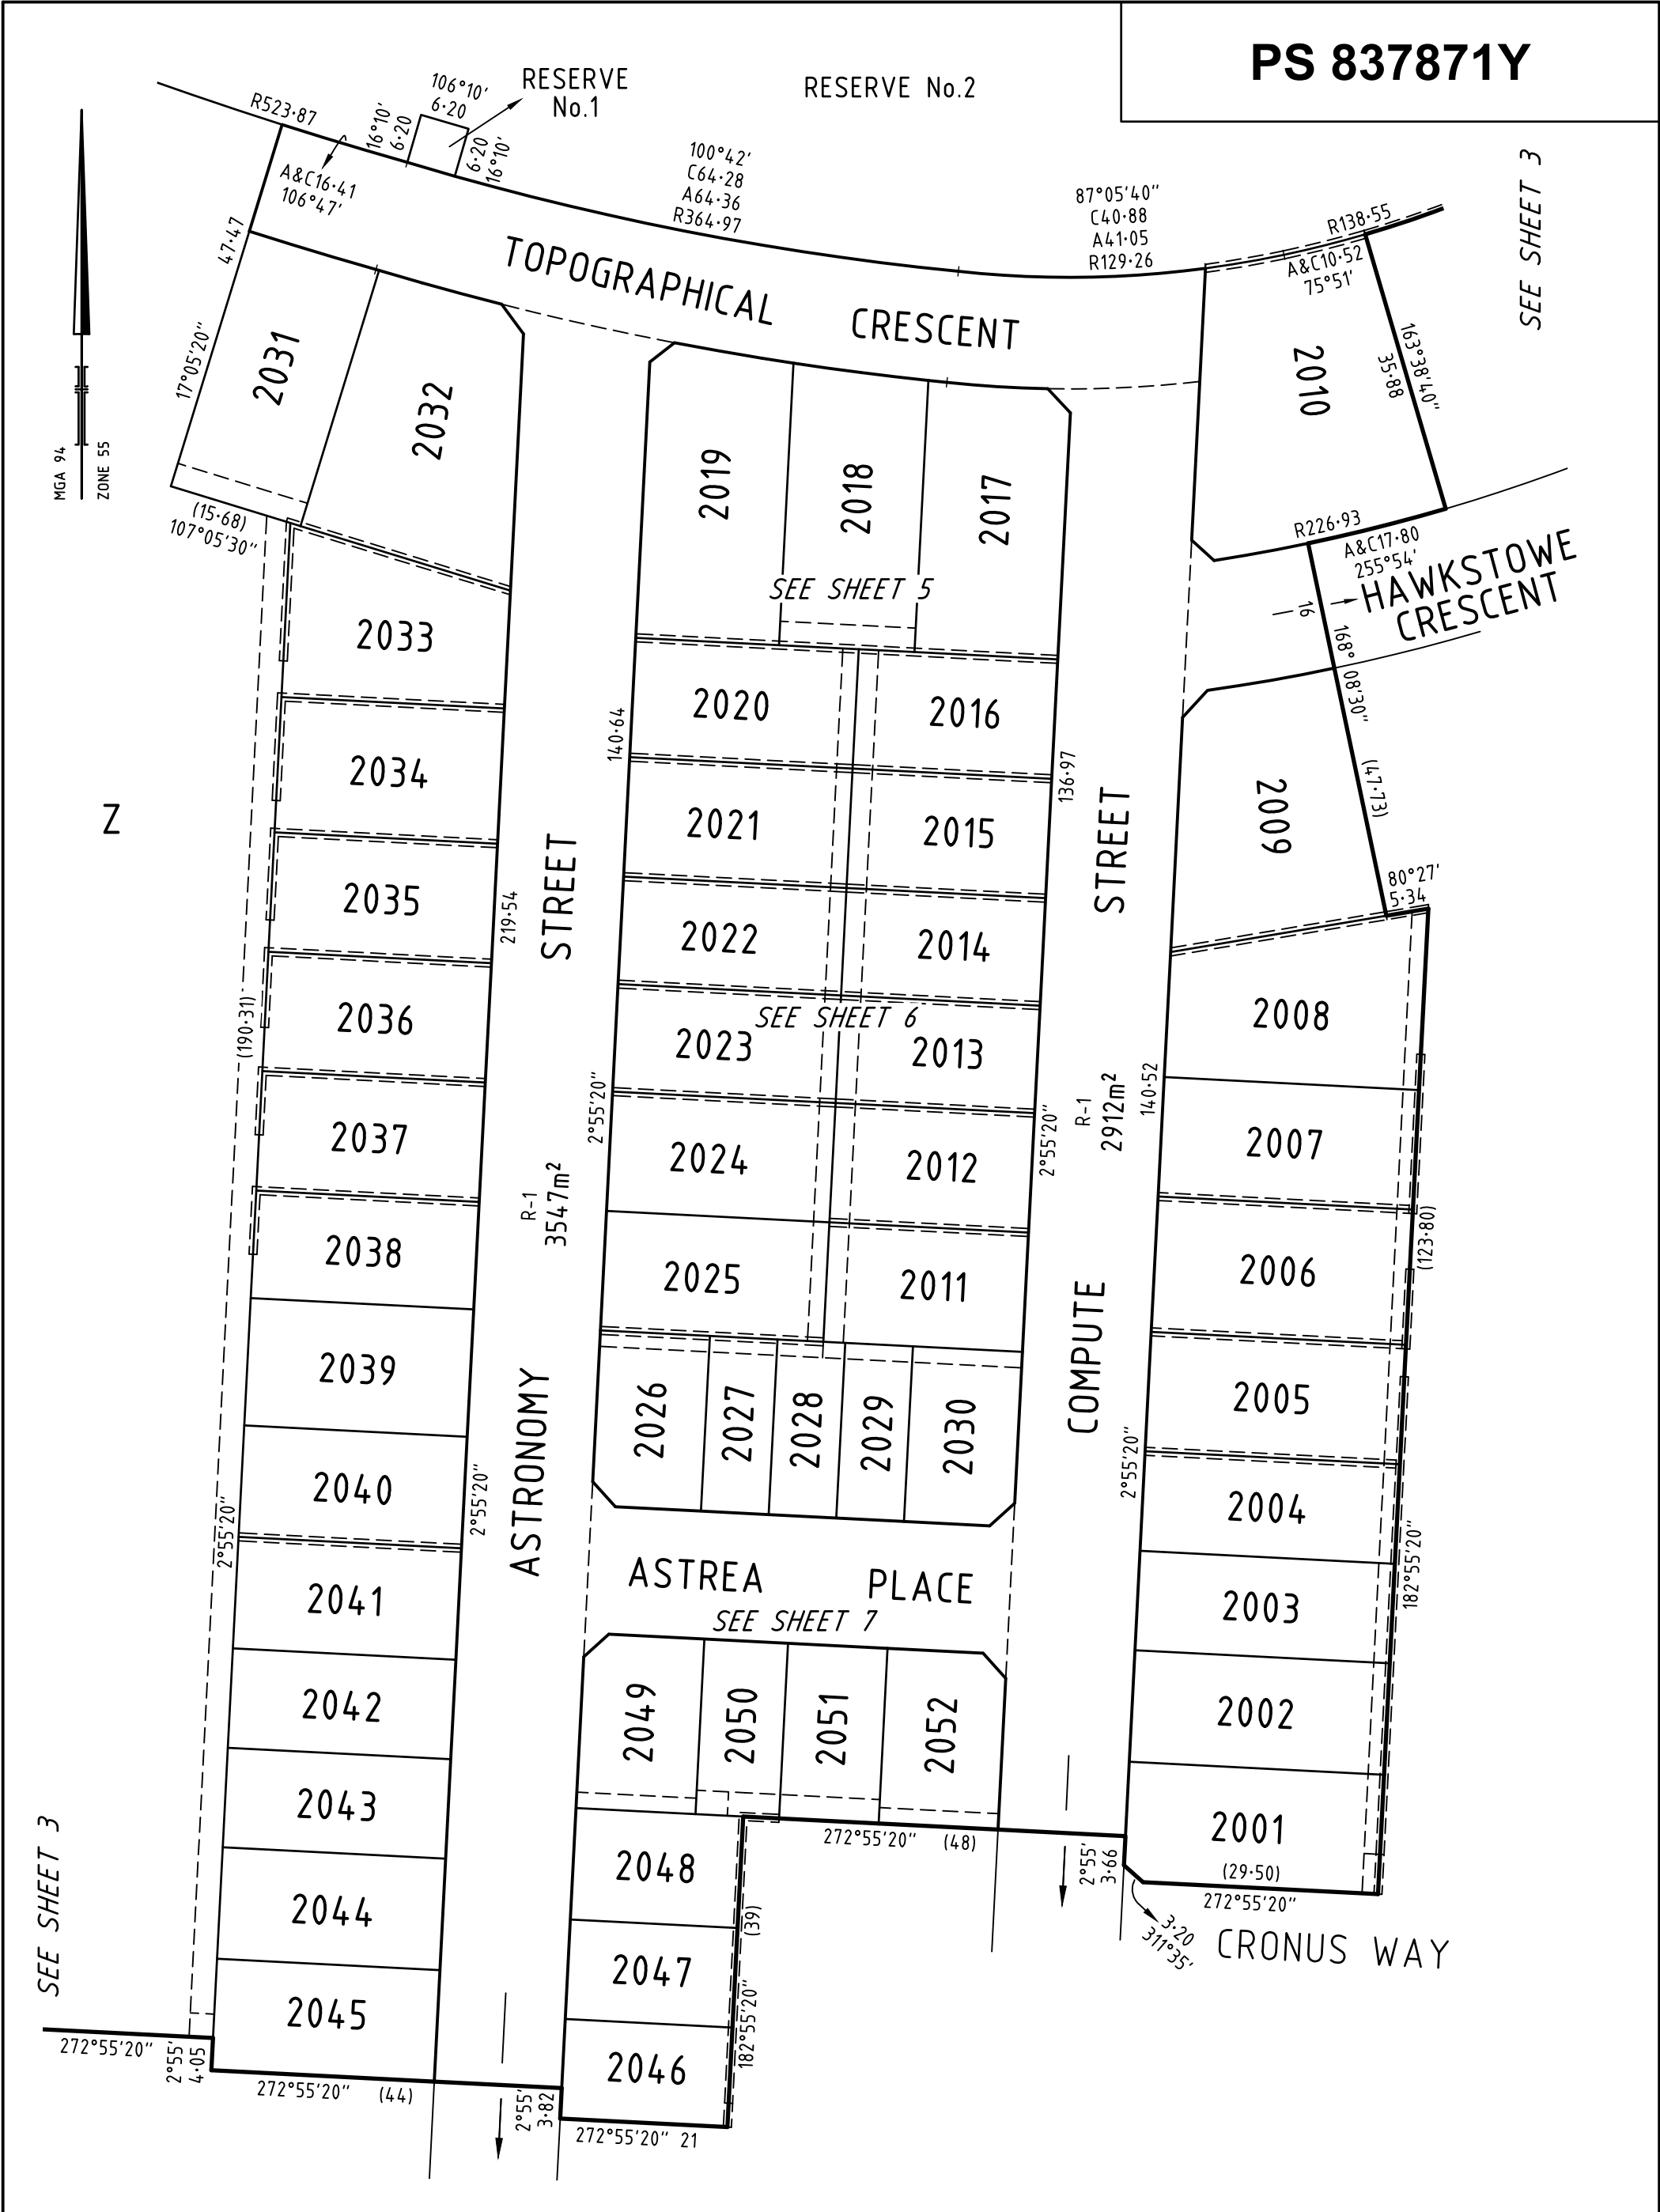 PS 837871Y
RESERVE
No.1
RESERVE No.2
R523·87
106°10'
6·20
16°10'
6·20
6·20
16°10'
A&C16·41
106°47'
100°42'
C64·28
A64·36
R364·97
87°05'40"
C40·88
A41·05
R129·26
R138·55
A&C10·52
75°51'
SEE SHEET 3
47·47
TOPOGRAPHICAL CRESCENT
17°05'20"
2031
2032
2010
163°38'40"
35·88
MGA 94
ZONE 55
2019
2018
2017
(15·68)
107°05'30"
R226·93
A&C17·80
255°54'
HAWKSTOWE
CRESCENT
16
SEE SHEET 5
168°08'30"
(47·73)
2033
2020
2016
140·64
136·97
2034
2009
Z
2021
2015
STREET
STREET
80°27'
5·34
2035
219·54
2022
2014
(190·31)
2036
SEE SHEET 6
2023
2013
2008
2037
2°55'20"
2024
2012
2°55'20"
R-1
2912m²
140·52
2007
R-1
3547m²
2038
2025
2011
2006
(123·80)
2039
ASTRONOMY
2026
2027
2028
2029
2030
COMPUTE
2005
2040
2°55'20"
2°55'20"
2°55'20"
2004
182°55'20"
2041
ASTREA PLACE
SEE SHEET 7
2003
2042
2049
2050
2051
2052
2002
2043
272°55'20" (48)
2°55'
3·66
2001
(29·50)
272°55'20"
2048
(39)
SEE SHEET 3
2044
3·20
311°35'
CRONUS WAY
2047
182°55'20"
2045
272°55'20"
2°55'
4·05
272°55'20" (44)
2°55'
3·82
2046
272°55'20" 21